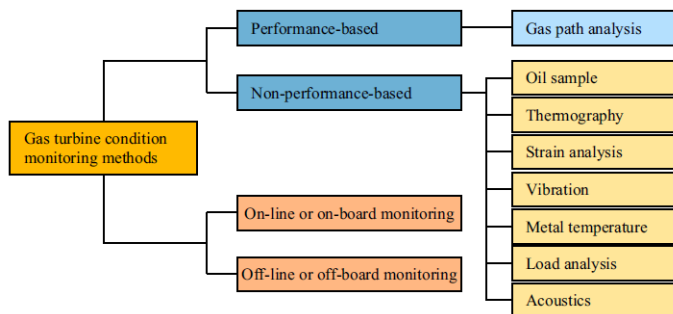 Performance-based
Gas path analysis
Non-performance-based
Oil sample
Thermography
Strain analysis
Vibration
Metal temperature
Load analysis
Acoustics
Gas turbine condition
monitoring methods
On-line or on-board monitoring
Off-line or off-board monitoring